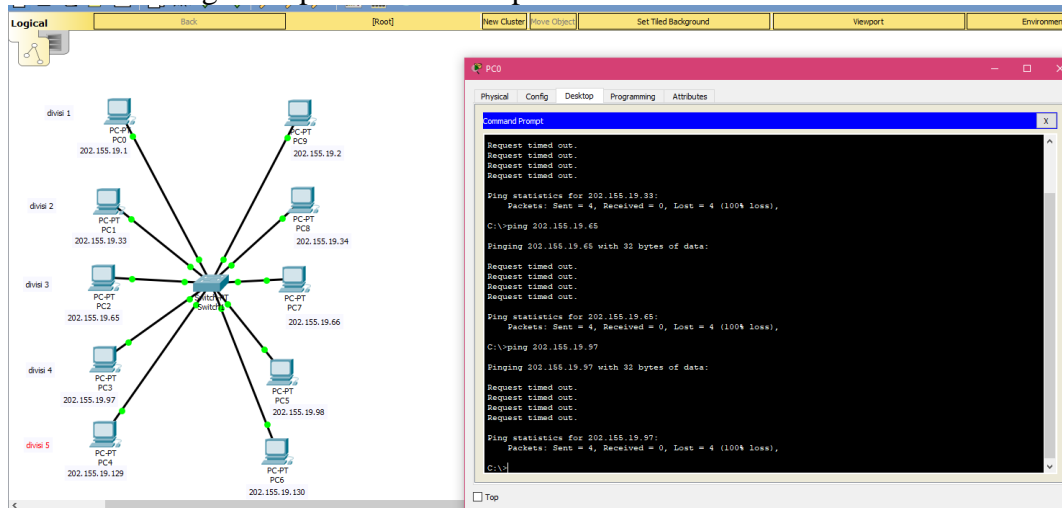 Logical
Back
[Root]
New Cluster
Move Object
Set Tiled Background
Viewport
Environmen
divisi 1
PC-PT
PC0
202.155.19.1
PC-PT
PC9
202.155.19.2
divisi 2
PC-PT
PC1
202.155.19.33
PC-PT
PC8
202.155.19.34
divisi 3
PC-PT
PC2
202.155.19.65
Switch-PT
Switch1
PC-PT
PC7
202.155.19.66
divisi 4
PC-PT
PC3
202.155.19.97
PC-PT
PC5
202.155.19.98
divisi 5
PC-PT
PC4
202.155.19.129
PC-PT
PC6
202.155.19.130
PC0
Physical
Config
Desktop
Programming
Attributes
Command Prompt
X
Request timed out.
Request timed out.
Request timed out.
Request timed out.
Ping statistics for 202.155.19.33:
Packets: Sent = 4, Received = 0, Lost = 4 (100% loss),
C:\>ping 202.155.19.65
Pinging 202.155.19.65 with 32 bytes of data:
Request timed out.
Request timed out.
Request timed out.
Request timed out.
Ping statistics for 202.155.19.65:
Packets: Sent = 4, Received = 0, Lost = 4 (100% loss),
C:\>ping 202.155.19.97
Pinging 202.155.19.97 with 32 bytes of data:
Request timed out.
Request timed out.
Request timed out.
Request timed out.
Ping statistics for 202.155.19.97:
Packets: Sent = 4, Received = 0, Lost = 4 (100% loss),
C:\>
Top